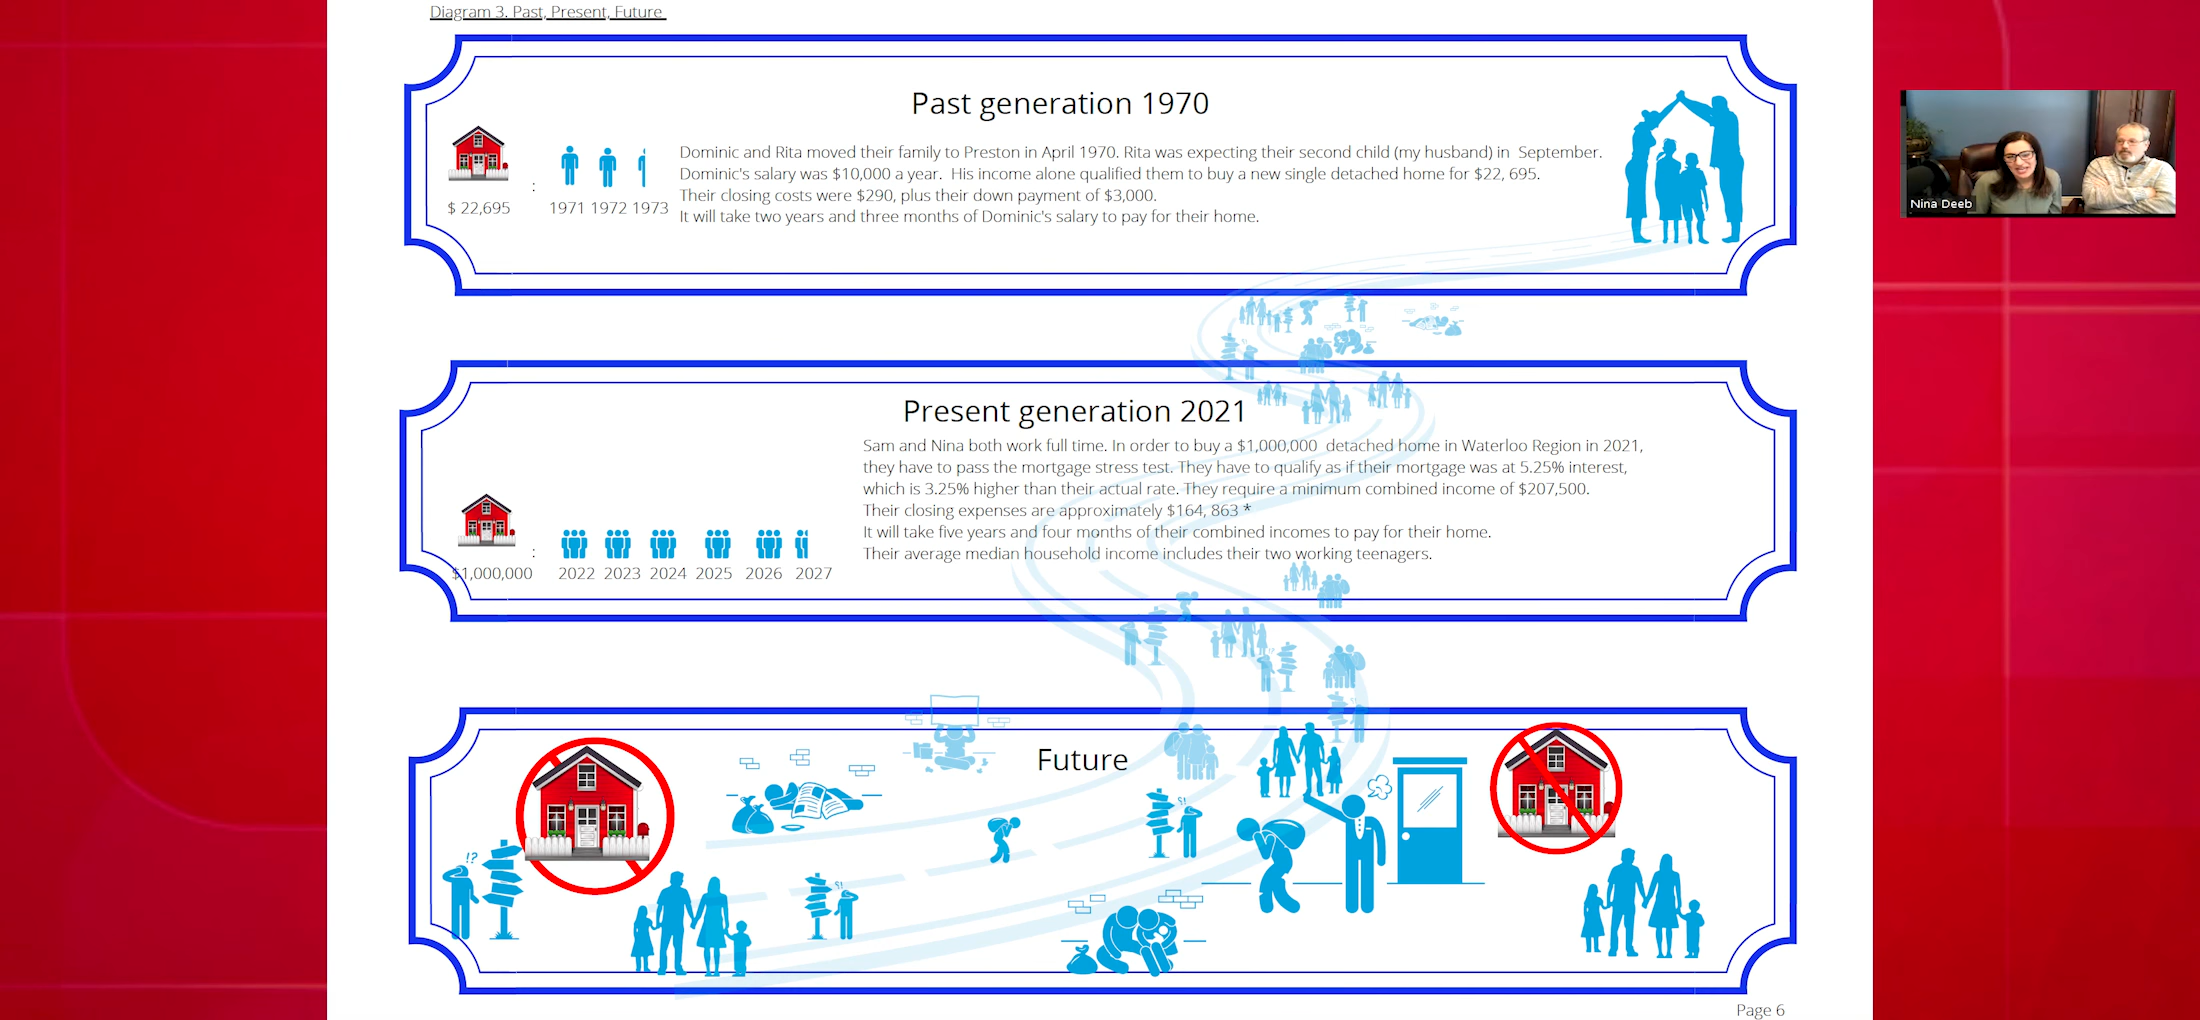 Diagram 3. Past, Present, Future
Past generation 1970
Dominic and Rita moved their family to Preston in April 1970. Rita was expecting their second child (my husband) in September.
Dominic's salary was $10,000 a year. His income alone qualified them to buy a new single detached home for $22, 695.
Their closing costs were $290, plus their down payment of $3,000.
It will take two years and three months of Dominic's salary to pay for their home.
:
$ 22,695
1971 1972 1973
Nina Deeb
Present generation 2021
Sam and Nina both work full time. In order to buy a $1,000,000 detached home in Waterloo Region in 2021,
they have to pass the mortgage stress test. They have to qualify as if their mortgage was at 5.25% interest,
which is 3.25% higher than their actual rate. They require a minimum combined income of $207,500.
Their closing expenses are approximately $164, 863 *
It will take five years and four months of their combined incomes to pay for their home.
Their average median household income includes their two working teenagers.
:
$1,000,000
2022 2023 2024 2025 2026 2027
Future
!?
S!
S!
Page 6